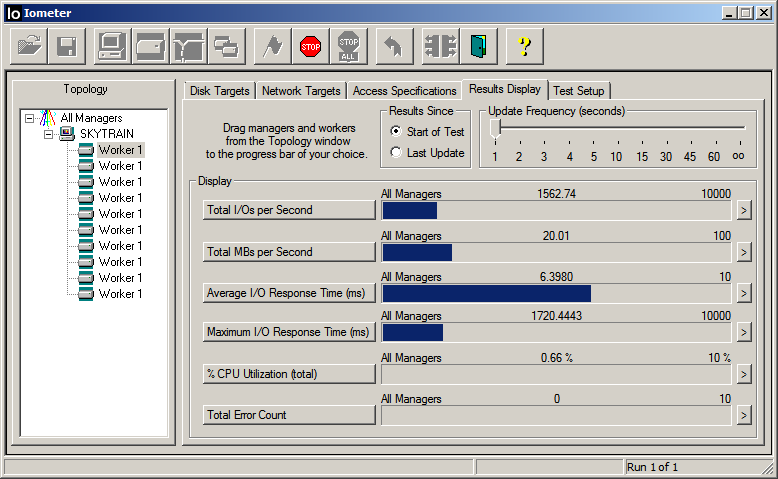 Io Iometer
STOP
STOP
ALL
?
Topology
All Managers
SKYTRAIN
Worker 1
Worker 1
Worker 1
Worker 1
Worker 1
Worker 1
Worker 1
Worker 1
Worker 1
Worker 1
Disk Targets Network Targets Access Specifications Results Display Test Setup
Drag managers and workers
from the Topology window
to the progress bar of your choice.
Results Since
Start of Test
Last Update
Update Frequency (seconds)
1 2 3 4 5 10 15 30 45 60 oo
Display
All Managers 1562.74 10000
Total I/Os per Second >
All Managers 20.01 100
Total MBs per Second >
All Managers 6.3980 10
Average I/O Response Time (ms) >
All Managers 1720.4443 10000
Maximum I/O Response Time (ms) >
All Managers 0.66 % 10 %
% CPU Utilization (total) >
All Managers 0 10
Total Error Count >
Run 1 of 1